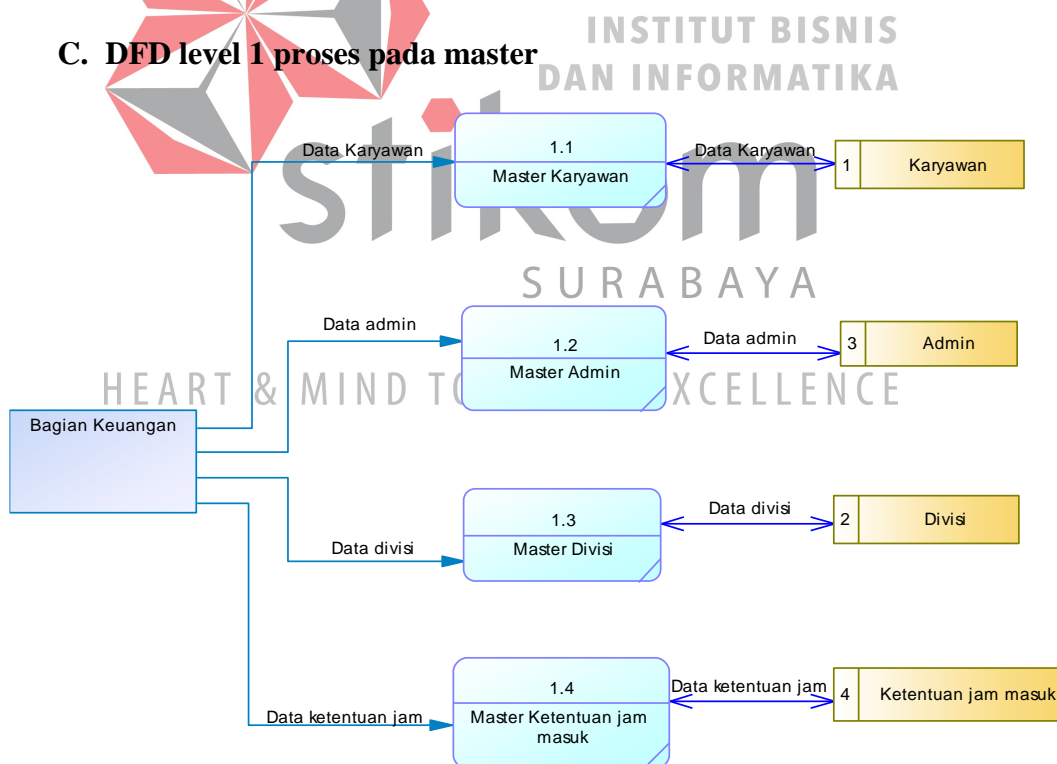 INSTITUT BISNIS
DAN INFORMATIKA
C. DFD level 1 proses pada master
stikom
SURABAYA
HEART & MIND TO XCELLENCE
Data Karyawan
1.1
Master Karyawan
Data Karyawan
1
Karyawan
Data admin
1.2
Master Admin
Data admin
3
Admin
Bagian Keuangan
Data divisi
1.3
Master Divisi
Data divisi
2
Divisi
Data ketentuan jam
1.4
Master Ketentuan jam
masuk
Data ketentuan jam
4
Ketentuan jam masuk